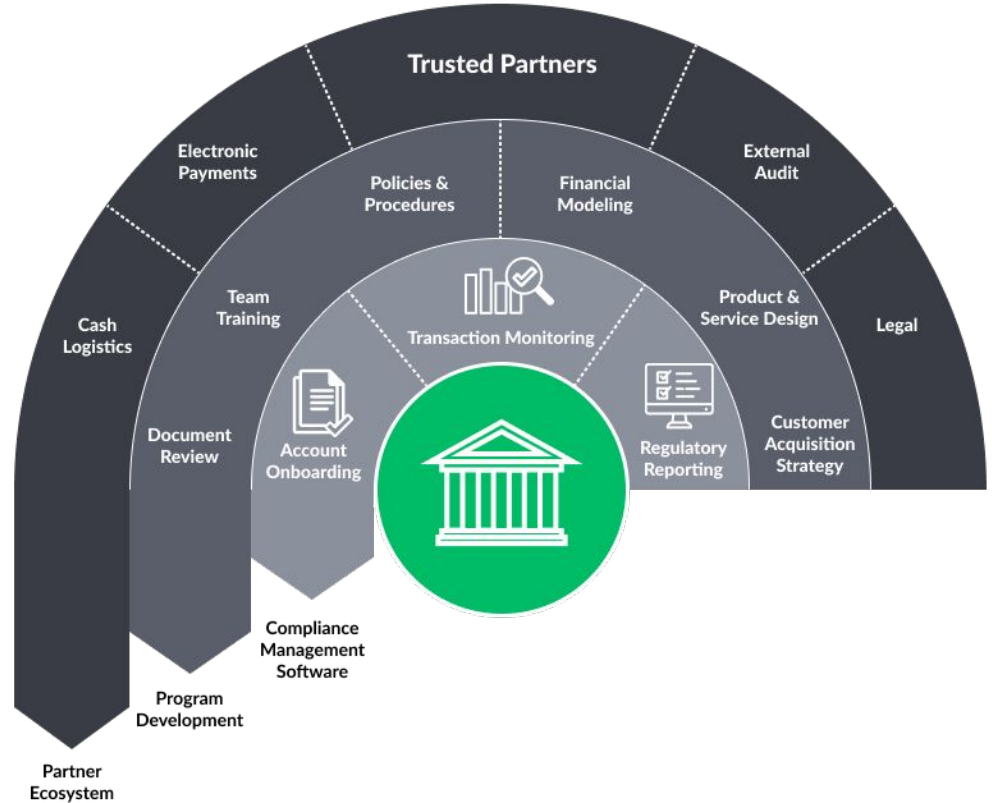 Trusted Partners
Electronic
Payments
External
Audit
Cash
Logistics
Legal
Policies &
Procedures
Financial
Modeling
Team
Training
Product &
Service Design
Document
Review
Customer
Acquisition
Strategy
Transaction Monitoring
Account
Onboarding
Regulatory
Reporting
Compliance
Management
Software
Program
Development
Partner
Ecosystem